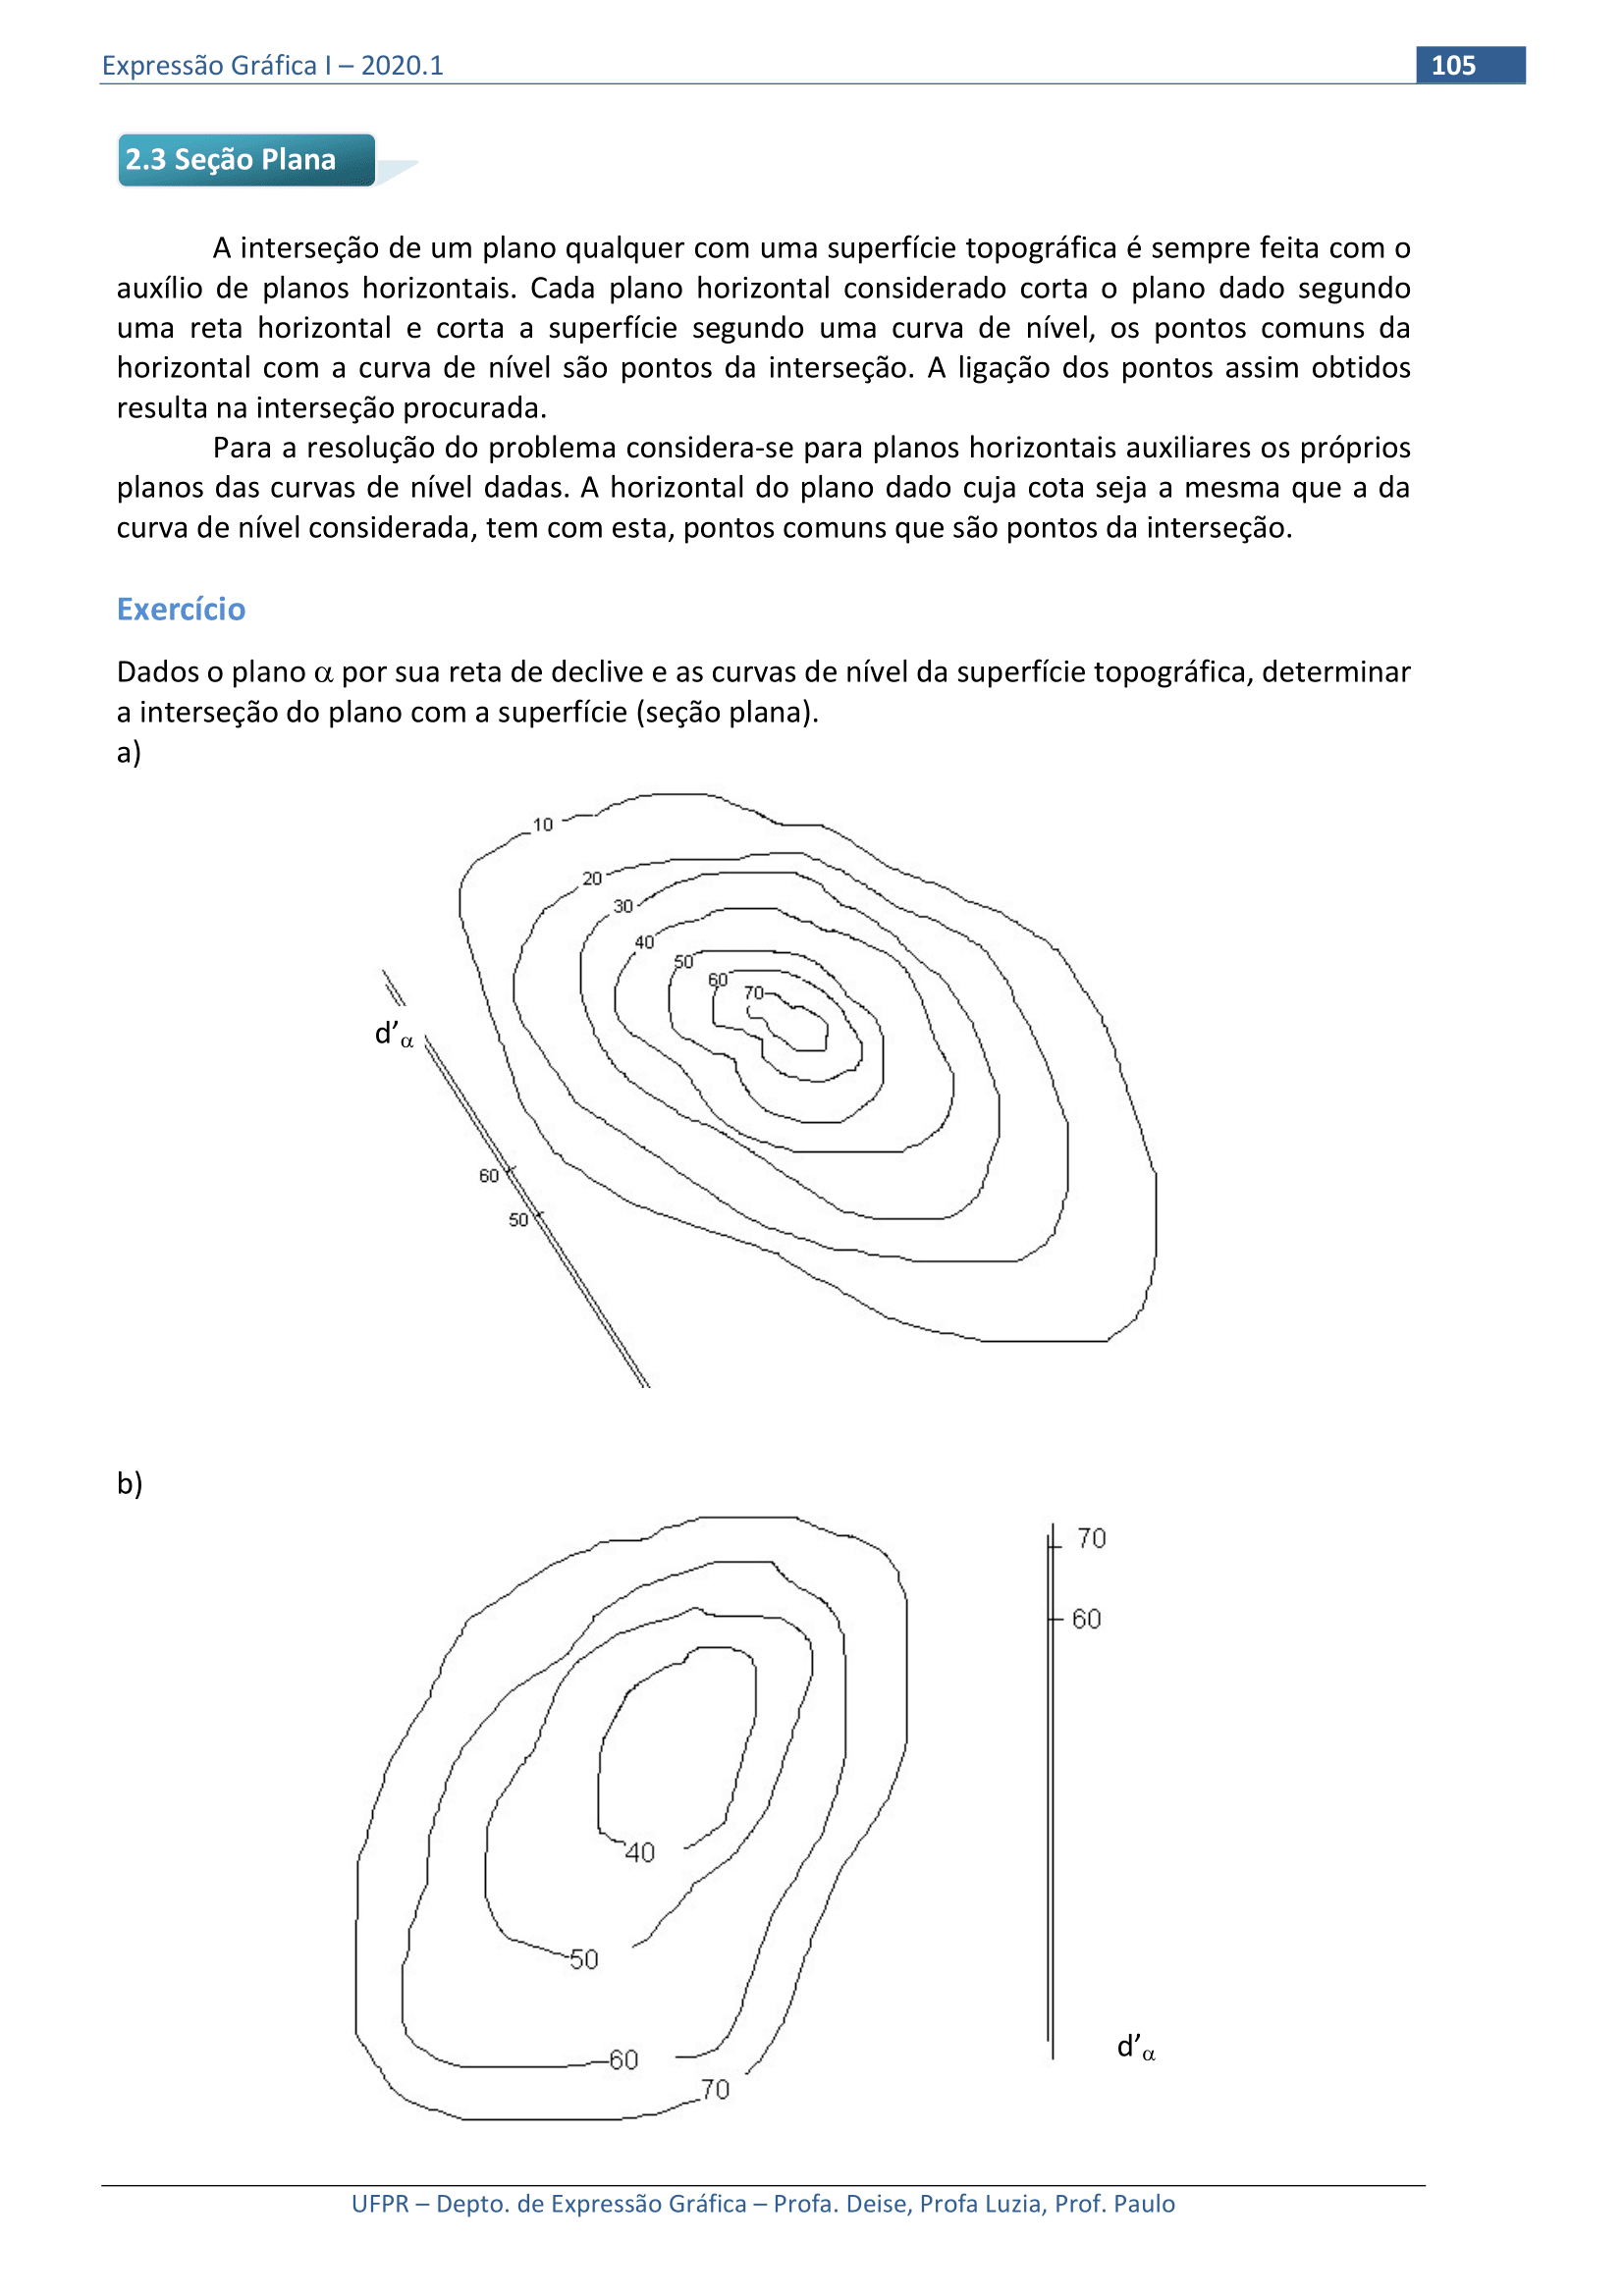 Expressão Gráfica I – 2020.1
105
2.3 Seção Plana
A interseção de um plano qualquer com uma superfície topográfica é sempre feita com o
auxílio de planos horizontais. Cada plano horizontal considerado corta o plano dado segundo
uma reta horizontal e corta a superfície segundo uma curva de nível, os pontos comuns da
horizontal com a curva de nível são pontos da interseção. A ligação dos pontos assim obtidos
resulta na interseção procurada.
Para a resolução do problema considera-se para planos horizontais auxiliares os próprios
planos das curvas de nível dadas. A horizontal do plano dado cuja cota seja a mesma que a da
curva de nível considerada, tem com esta, pontos comuns que são pontos da interseção.
Exercício
Dados o plano α por sua reta de declive e as curvas de nível da superfície topográfica, determinar
a interseção do plano com a superfície (seção plana).
a)
10
20
30
40
50
60
70
d’α
60
50
b)
70
60
40
50
60
70
d’α
UFPR – Depto. de Expressão Gráfica – Profa. Deise, Profa Luzia, Prof. Paulo